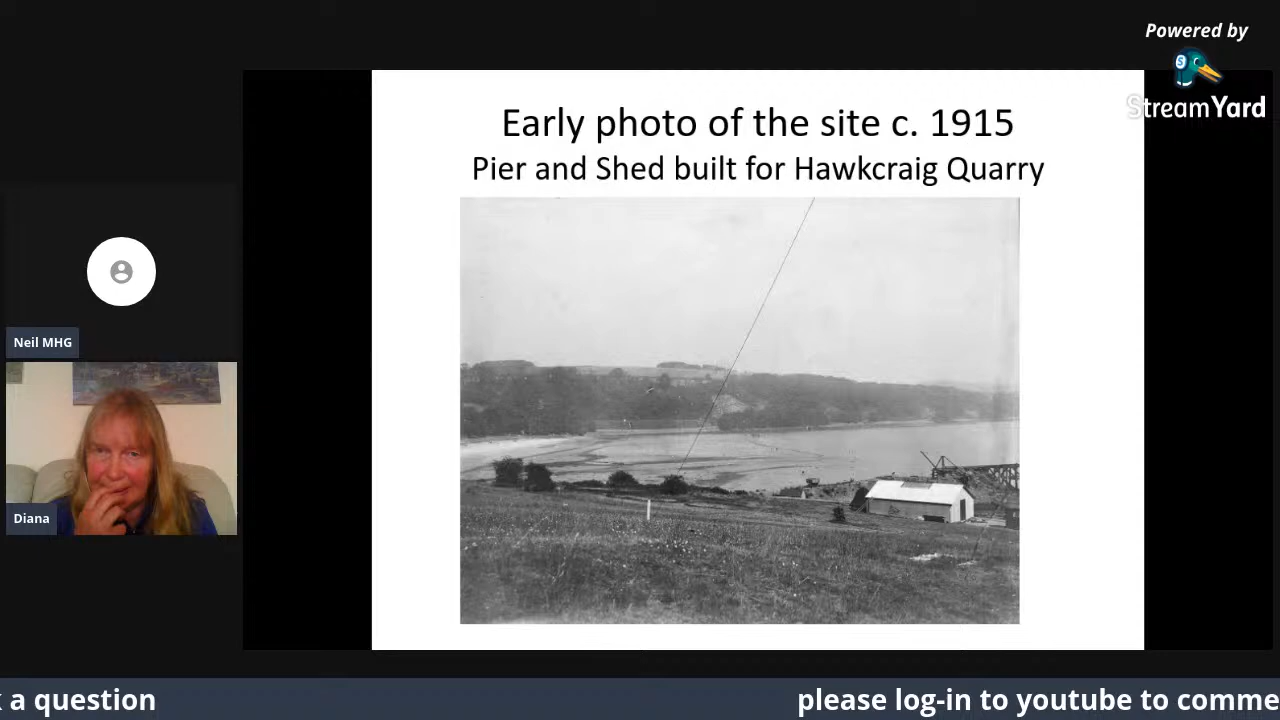 Powered by
StreamYard
Early photo of the site c. 1915
Pier and Shed built for Hawkcraig Quarry
Neil MHG
Diana
a question
please log-in to youtube to comme